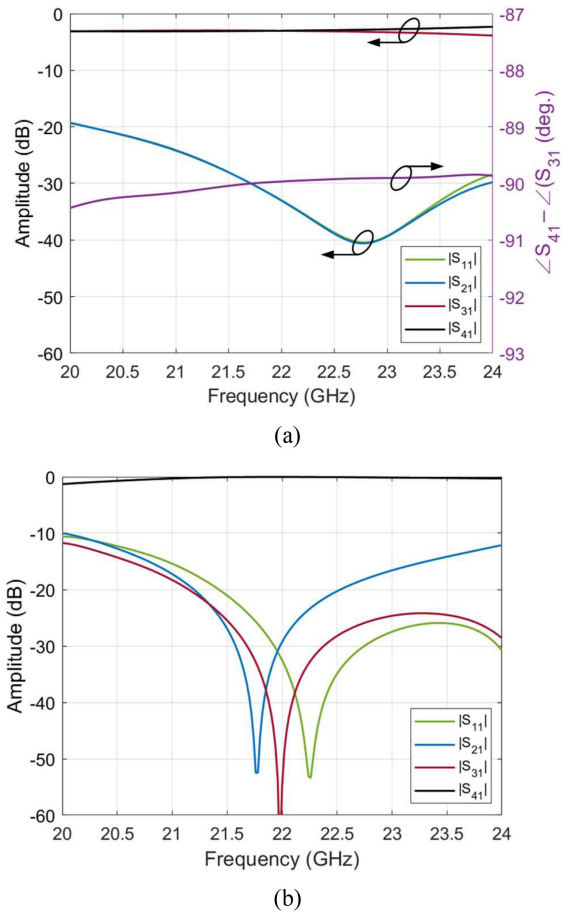 0
-10
-20
-30
-40
-50
-60
Amplitude (dB)
-87
-88
-89
-90
-91
-92
-93
∠S41 – ∠(S31 (deg.)
|S11|
|S21|
|S31|
|S41|
20 20.5 21 21.5 22 22.5 23 23.5 24
Frequency (GHz)
(a)
0
-10
-20
-30
-40
-50
-60
Amplitude (dB)
|S11|
|S21|
|S31|
|S41|
20 20.5 21 21.5 22 22.5 23 23.5 24
Frequency (GHz)
(b)